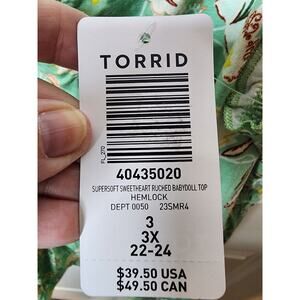 TORRID
FL_270
40435020
SUPERSOFT SWEETHEART RUCHED BABYDOLL TOP
HEMLOCK
DEPT 0050 23SMR4
3
3X
22-24
$39.50 USA
$49.50 CAN